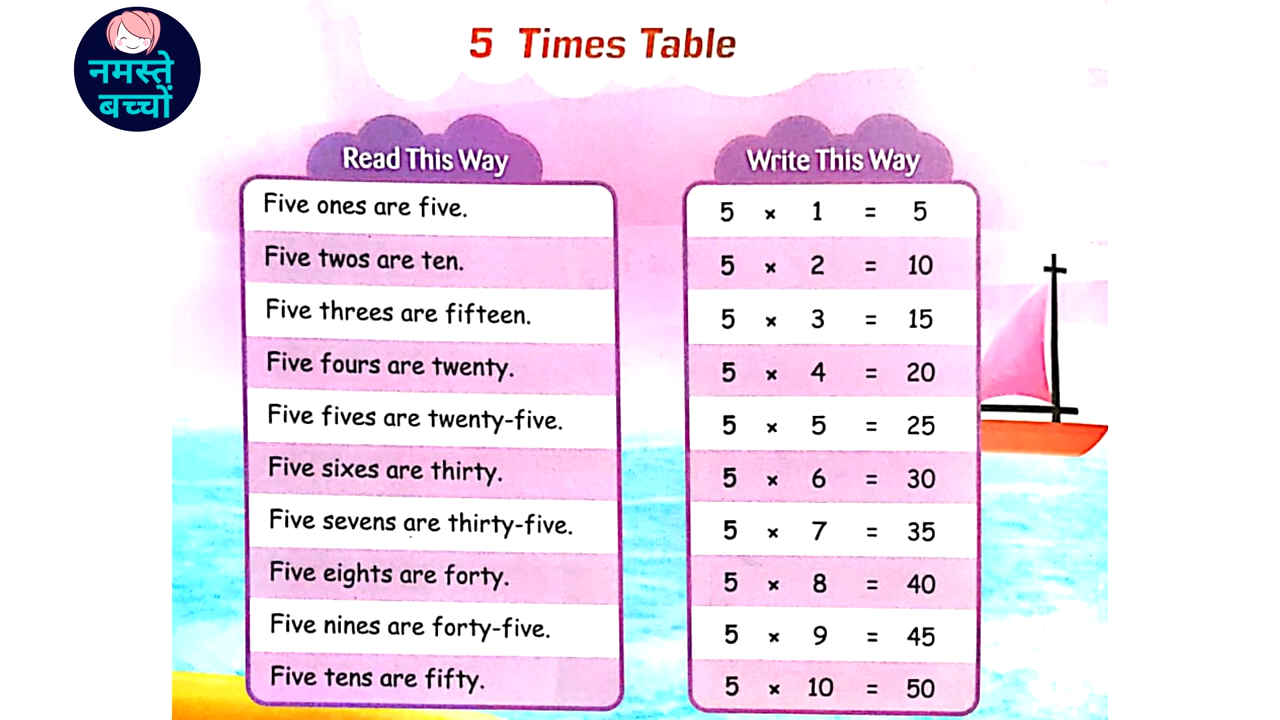 नमस्ते
बच्चों
5 Times Table
Read This Way
Five ones are five.
Five twos are ten.
Five threes are fifteen.
Five fours are twenty.
Five fives are twenty-five.
Five sixes are thirty.
Five sevens are thirty-five.
Five eights are forty.
Five nines are forty-five.
Five tens are fifty.
Write This Way
5 × 1 = 5
5 × 2 = 10
5 × 3 = 15
5 × 4 = 20
5 × 5 = 25
5 × 6 = 30
5 × 7 = 35
5 × 8 = 40
5 × 9 = 45
5 × 10 = 50